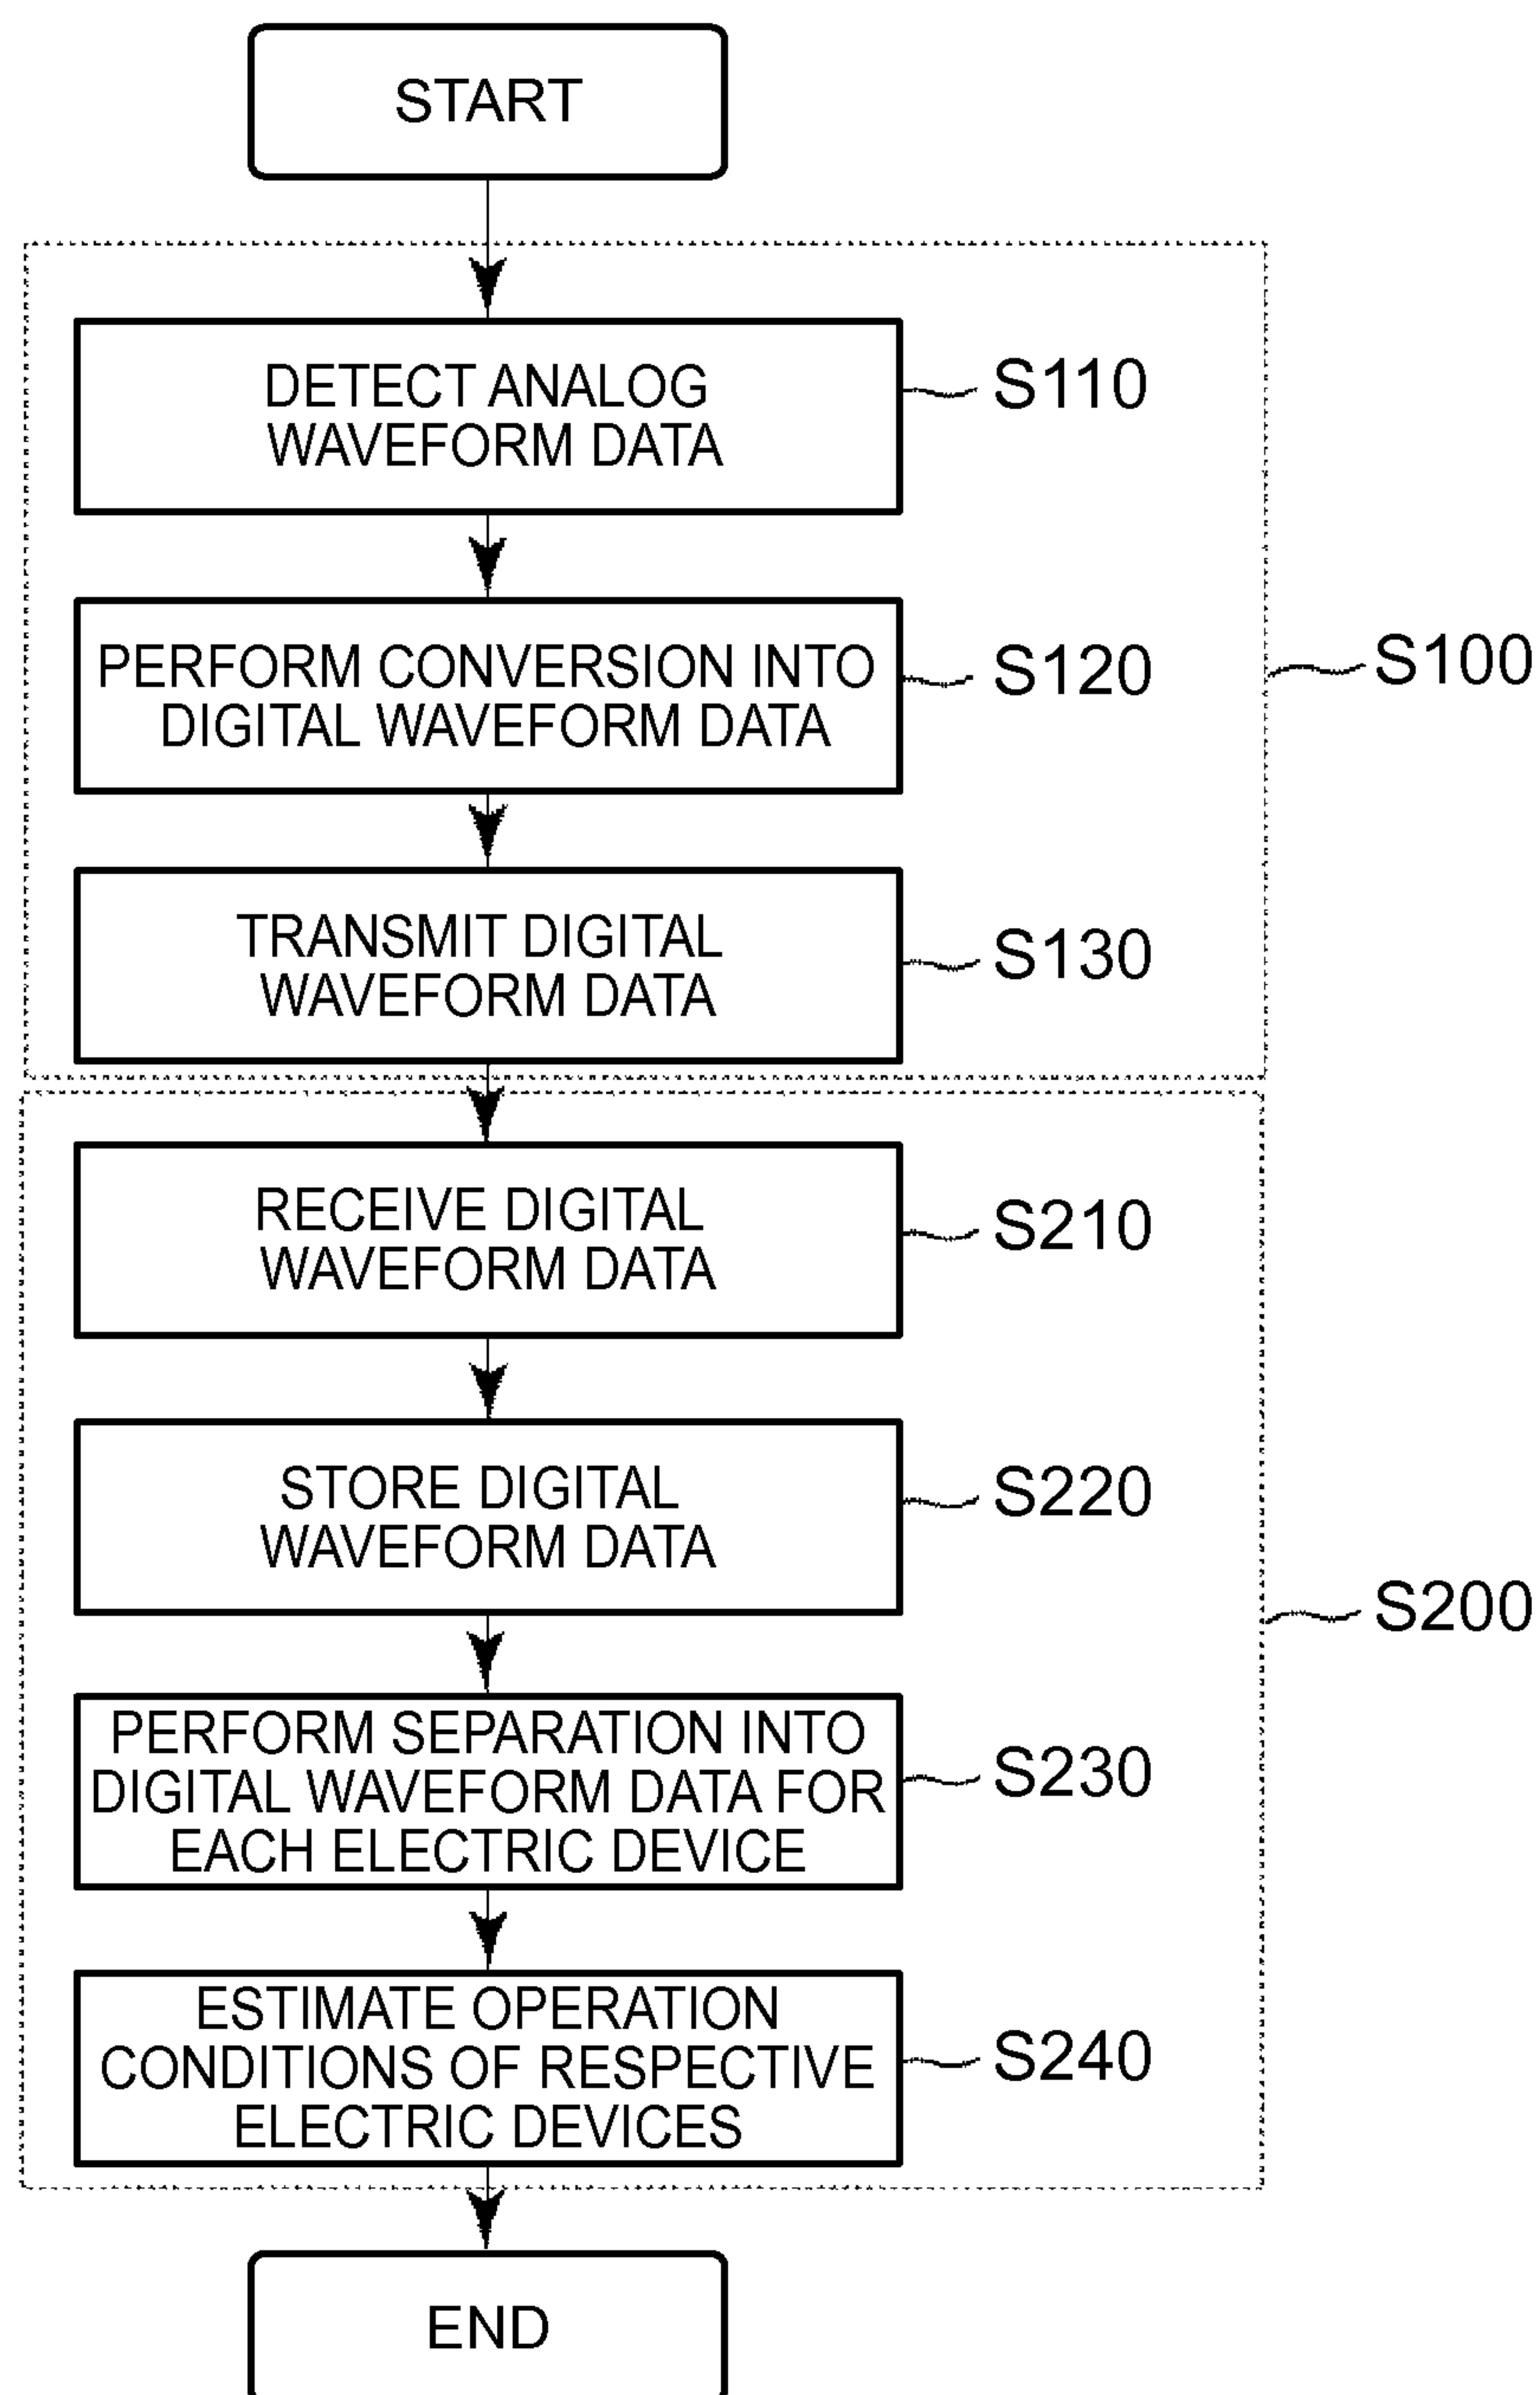 START
DETECT ANALOG
WAVEFORM DATA
S110
PERFORM CONVERSION INTO
DIGITAL WAVEFORM DATA
S120
S100
TRANSMIT DIGITAL
WAVEFORM DATA
S130
RECEIVE DIGITAL
WAVEFORM DATA
S210
STORE DIGITAL
WAVEFORM DATA
S220
S200
PERFORM SEPARATION INTO
DIGITAL WAVEFORM DATA FOR
EACH ELECTRIC DEVICE
S230
ESTIMATE OPERATION
CONDITIONS OF RESPECTIVE
ELECTRIC DEVICES
S240
END